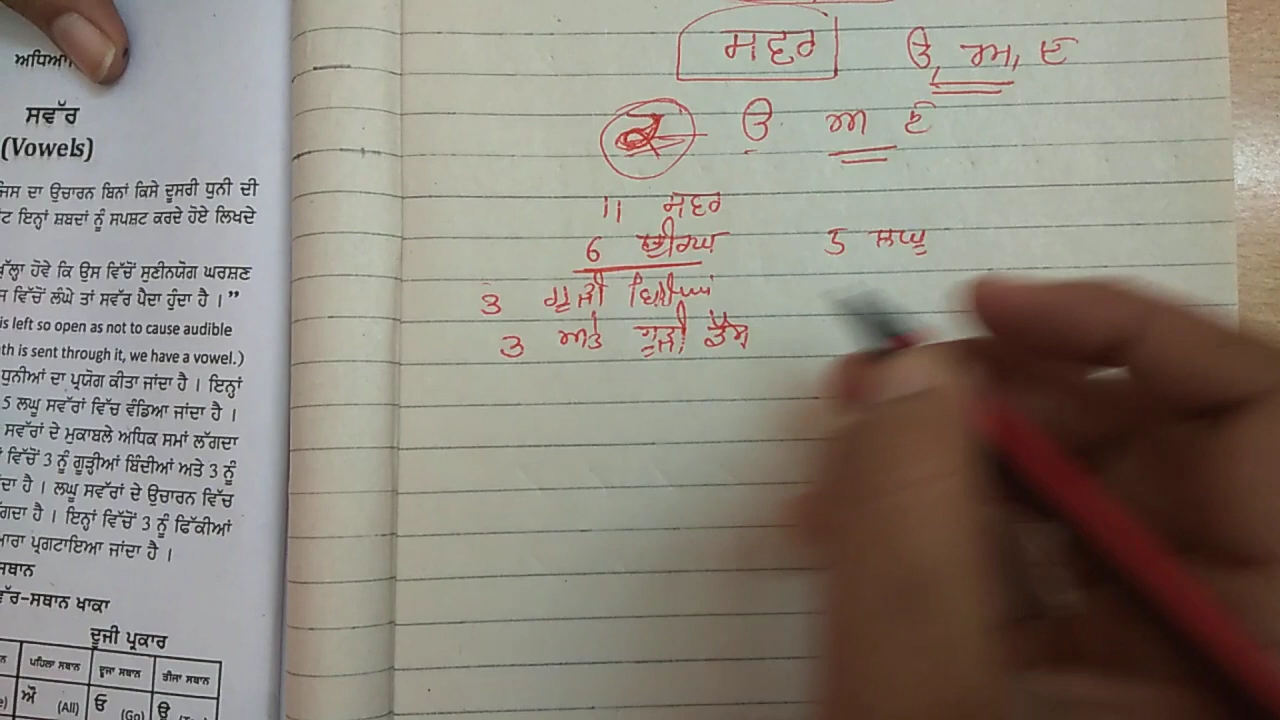 ਅਧਿਆ
ਸਵੱਰ
(Vowels)
ਜਿਸ ਦਾ ਉਚਾਰਨ ਬਿਨਾਂ ਕਿਸੇ ਦੂਸਰੀ ਧੁਨੀ ਦੀ
ਇਨ੍ਹਾਂ ਸ਼ਬਦਾਂ ਨੂੰ ਸਪਸ਼ਟ ਕਰਦੇ ਹੋਏ ਲਿਖਦੇ
ਖੁੱਲ੍ਹਾ ਹੋਵੇ ਕਿ ਉਸ ਵਿੱਚੋਂ ਸੁਣੀਨਯੋਗ ਘਰਸ਼ਣ
ਵਿੱਚੋਂ ਲੰਘੇ ਤਾਂ ਸਵੱਰ ਪੈਦਾ ਹੁੰਦਾ ਹੈ । ”
is left so open as not to cause audible
th is sent through it, we have a vowel.)
ਧੁਨੀਆਂ ਦਾ ਪ੍ਰਯੋਗ ਕੀਤਾ ਜਾਂਦਾ ਹੈ । ਇਨ੍ਹਾਂ
5 ਲਘੂ ਸਵੱਰਾਂ ਵਿੱਚ ਵੰਡਿਆ ਜਾਂਦਾ ਹੈ ।
ਸਵੱਰਾਂ ਦੇ ਮੁਕਾਬਲੇ ਅਧਿਕ ਸਮਾਂ ਲੱਗਦਾ
ਵਿੱਚੋਂ 3 ਨੂੰ ਗੂੜ੍ਹੀਆਂ ਬਿੰਦੀਆਂ ਅਤੇ 3 ਨੂੰ
ਦਾ ਹੈ । ਲਘੂ ਸਵੱਰਾਂ ਦੇ ਉਚਾਰਨ ਵਿੱਚ
ਗਦਾ ਹੈ । ਇਨ੍ਹਾਂ ਵਿੱਚੋਂ 3 ਨੂੰ ਫਿੱਕੀਆਂ
ਆਰਾ ਪ੍ਰਗਟਾਇਆ ਜਾਂਦਾ ਹੈ ।
ਸਥਾਨ
ਵੱਰ-ਸਥਾਨ ਖਾਕਾ
ਦੂਜੀ ਪ੍ਰਕਾਰ
ਪਹਿਲਾ ਸਥਾਨ ਦੂਜਾ ਸਥਾਨ ਤੀਜਾ ਸਥਾਨ
ਔ (All) ਓ (Go) ਊ
ਸਵਰ ੳ, ਅ, ੲ
ੳ ਅ ੲ
11 ਸਵਰ
6 ਦੀਰਘ 5 ਲਘੂ
3 ਗੂੜੀ ਬਿੰਦੀਆਂ
3 ਅਤੇ ਗੂੜੀ ਡੈਸ਼